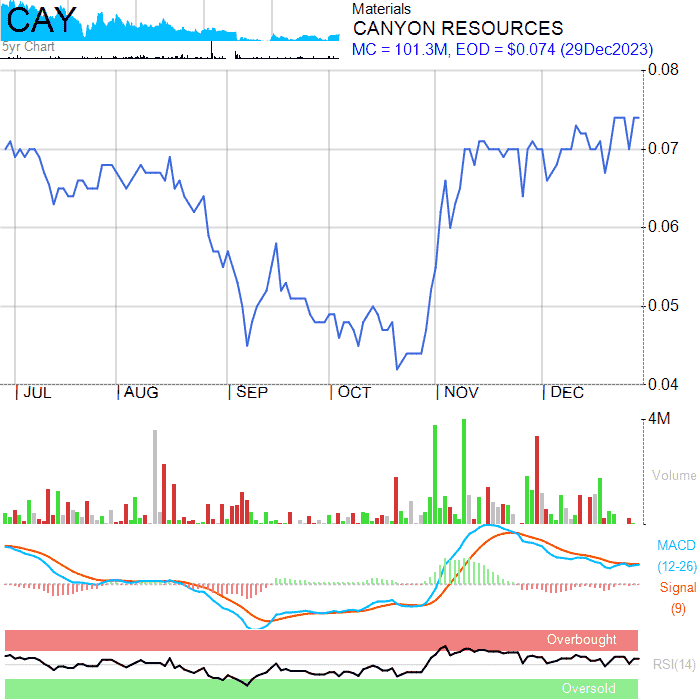 CAY
5yr Chart
Materials
CANYON RESOURCES
MC = 101.3M, EOD = $0.074 (29Dec2023)
0.08
0.07
0.06
0.05
0.04
JUL AUG SEP OCT NOV DEC
4M
Volume
MACD
(12-26)
Signal
(9)
Overbought
RSI(14)
Oversold